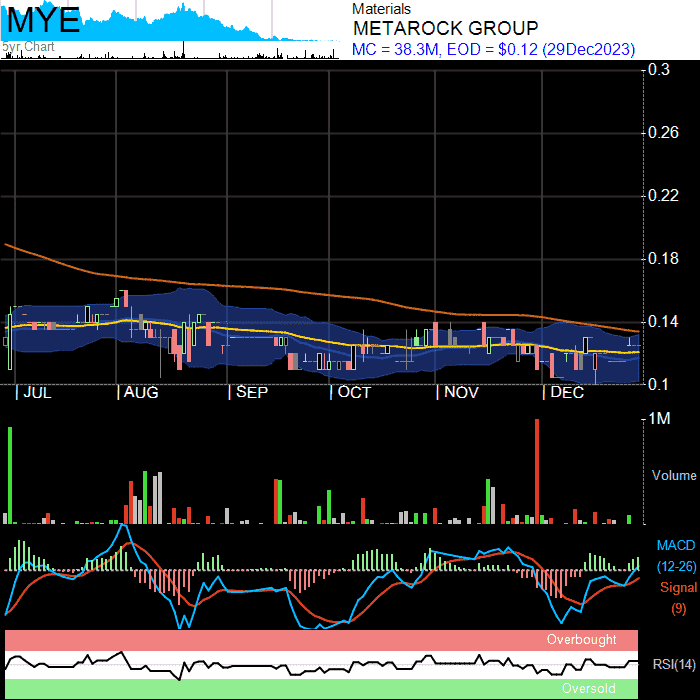 MYE
5yr Chart
Materials
METAROCK GROUP
MC = 38.3M, EOD = $0.12 (29Dec2023)
0.3
0.26
0.22
0.18
0.14
0.1
JUL AUG SEP OCT NOV DEC
1M
Volume
MACD
(12-26)
Signal
(9)
Overbought
RSI(14)
Oversold